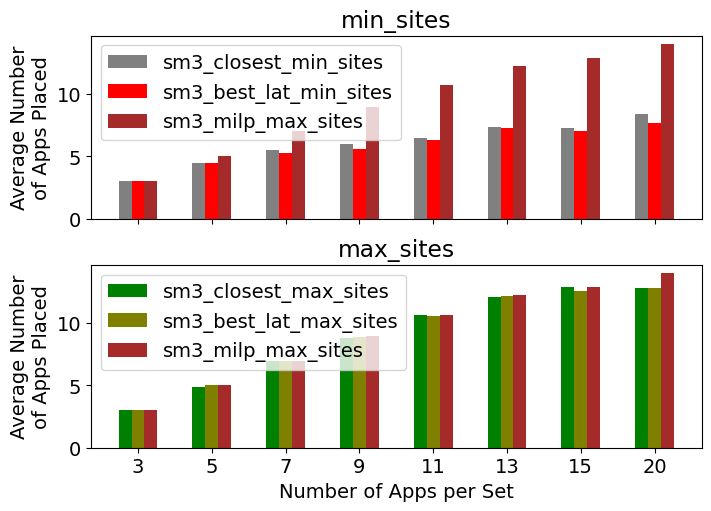 min_sites
Average Number
of Apps Placed
10
5
0
sm3_closest_min_sites
sm3_best_lat_min_sites
sm3_milp_max_sites
max_sites
Average Number
of Apps Placed
10
5
0
sm3_closest_max_sites
sm3_best_lat_max_sites
sm3_milp_max_sites
3 5 7 9 11 13 15 20
Number of Apps per Set